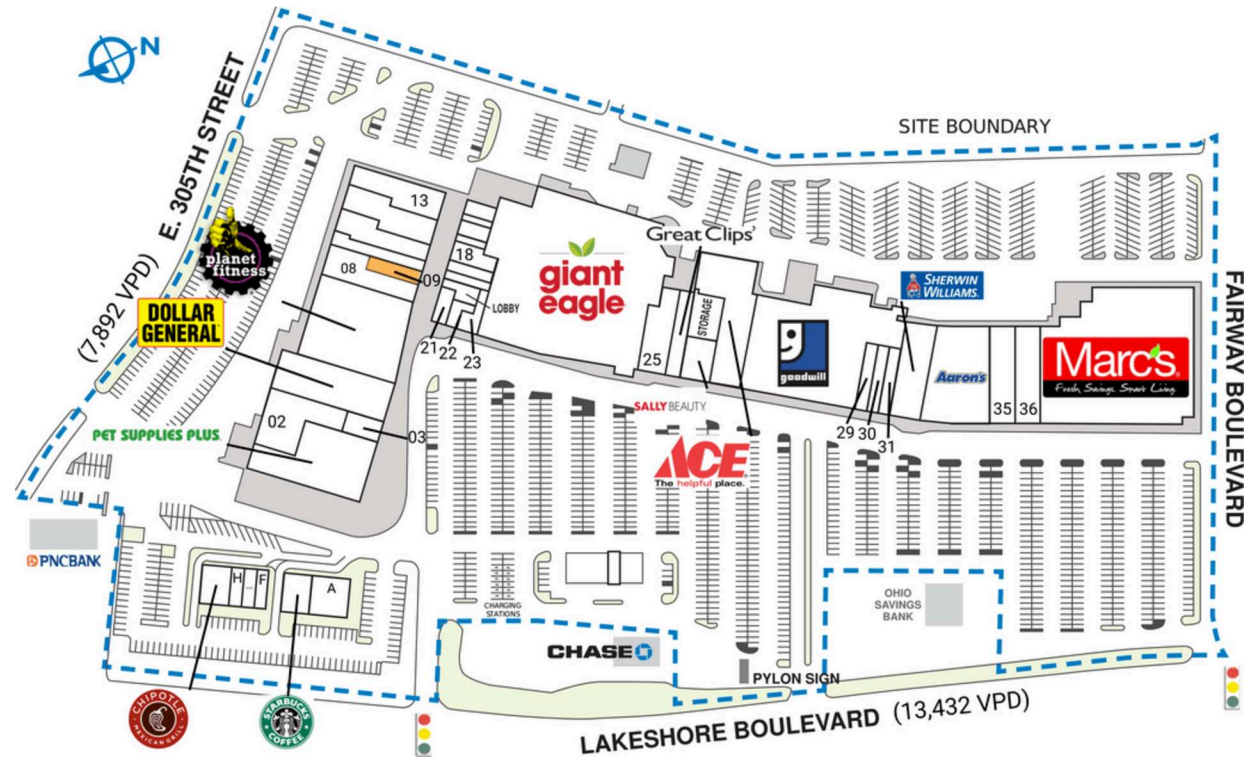 N
SITE BOUNDARY
E. 305TH STREET
(7,892 VPD)
planet
fitness
DOLLAR
GENERAL
PET SUPPLIES PLUS
13
08
09
18
LOBBY
21
22
23
02
03
giant
eagle
Great Clips
STORAGE
25
SALLY BEAUTY
ACE
The helpful place.
goodwill
SHERWIN
WILLIAMS.
29
30
31
Aaron's
35
36
Marc's
Fresh. Savings. Smart Living.
FAIRWAY BOULEVARD
PNCBANK
H
F
A
CHARGING
STATIONS
CHASE
OHIO
SAVINGS
BANK
PYLON SIGN
CHIPOTLE
MEXICAN GRILL
STARBUCKS
COFFEE
LAKESHORE BOULEVARD (13,432 VPD)